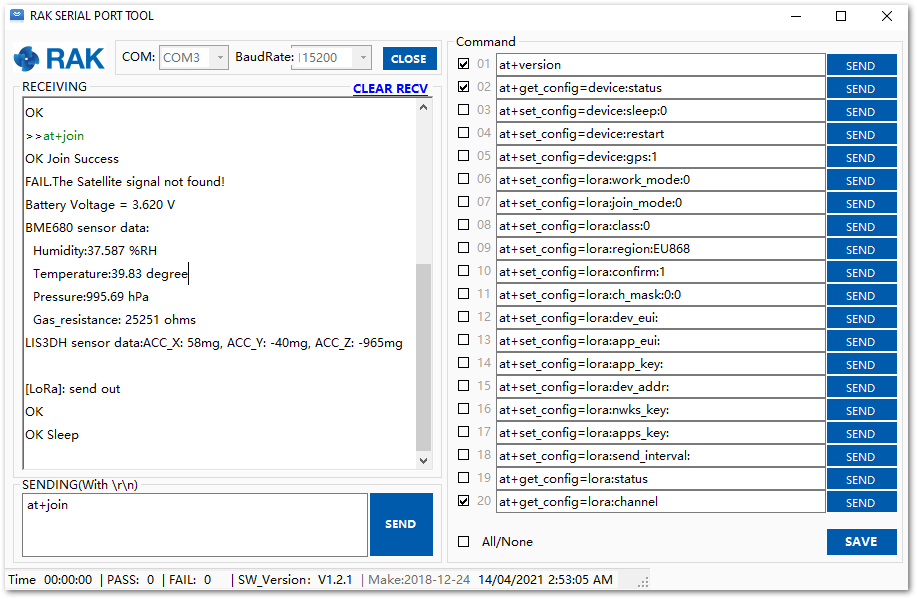 RAK SERIAL PORT TOOL
RAK
COM: COM3 BaudRate: 115200 CLOSE
RECEIVING CLEAR RECV
OK
>>at+join
OK Join Success
FAIL.The Satellite signal not found!
Battery Voltage = 3.620 V
BME680 sensor data:
Humidity:37.587 %RH
Temperature:39.83 degree
Pressure:995.69 hPa
Gas_resistance: 25251 ohms
LIS3DH sensor data:ACC_X: 58mg, ACC_Y: -40mg, ACC_Z: -965mg
[LoRa]: send out
OK
OK Sleep
SENDING(With \r\n)
at+join
SEND
Command
01 at+version SEND
02 at+get_config=device:status SEND
03 at+set_config=device:sleep:0 SEND
04 at+set_config=device:restart SEND
05 at+set_config=device:gps:1 SEND
06 at+set_config=lora:work_mode:0 SEND
07 at+set_config=lora:join_mode:0 SEND
08 at+set_config=lora:class:0 SEND
09 at+set_config=lora:region:EU868 SEND
10 at+set_config=lora:confirm:1 SEND
11 at+set_config=lora:ch_mask:0:0 SEND
12 at+set_config=lora:dev_eui: SEND
13 at+set_config=lora:app_eui: SEND
14 at+set_config=lora:app_key: SEND
15 at+set_config=lora:dev_addr: SEND
16 at+set_config=lora:nwks_key: SEND
17 at+set_config=lora:apps_key: SEND
18 at+set_config=lora:send_interval: SEND
19 at+get_config=lora:status SEND
20 at+get_config=lora:channel SEND
All/None SAVE
Time 00:00:00 | PASS: 0 | FAIL: 0 | SW_Version: V1.2.1 | Make:2018-12-24 14/04/2021 2:53:05 AM